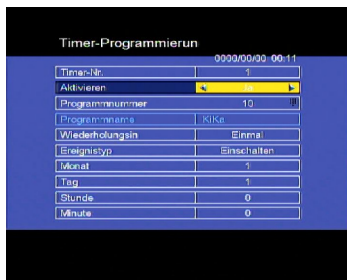 Timer-Programmierun
0000/00/00 00:11
Timer-Nr. 1
Aktivieren Ja
Programmnummer 10
Programmname KiKa
Wiederholungsin Einmal
Ereignistyp Einschalten
Monat 1
Tag 1
Stunde 0
Minute 0